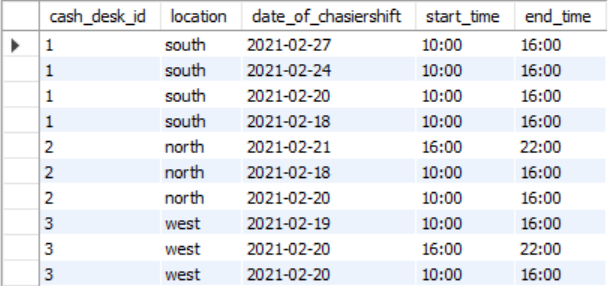 cash_desk_id location date_of_chasiershift start_time end_time
1 south 2021-02-27 10:00 16:00
1 south 2021-02-24 10:00 16:00
1 south 2021-02-20 10:00 16:00
1 south 2021-02-18 10:00 16:00
2 north 2021-02-21 16:00 22:00
2 north 2021-02-18 10:00 16:00
2 north 2021-02-20 10:00 16:00
3 west 2021-02-19 10:00 16:00
3 west 2021-02-20 16:00 22:00
3 west 2021-02-20 10:00 16:00